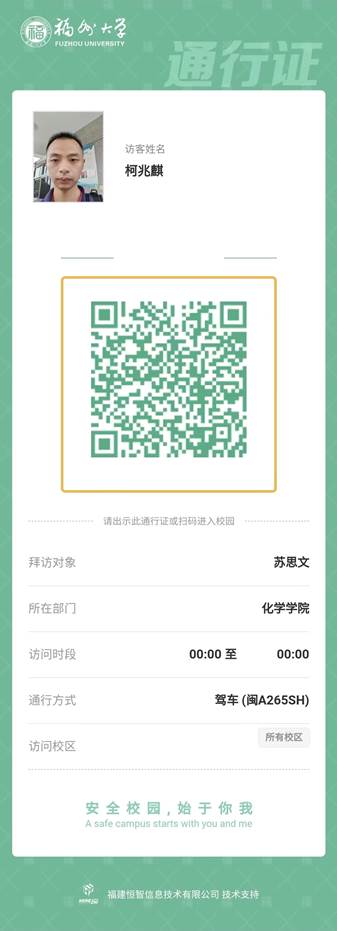 福州大学
FUZHOU UNIVERSITY
通行证
访客姓名
柯兆麒
请出示此通行证或扫码进入校园
拜访对象 苏思文
所在部门 化学学院
访问时段 00:00 至 00:00
通行方式 驾车 (闽A265SH)
访问校区 所有校区
安全校园,始于你我
A safe campus starts with you and me
福建恒智信息技术有限公司 技术支持